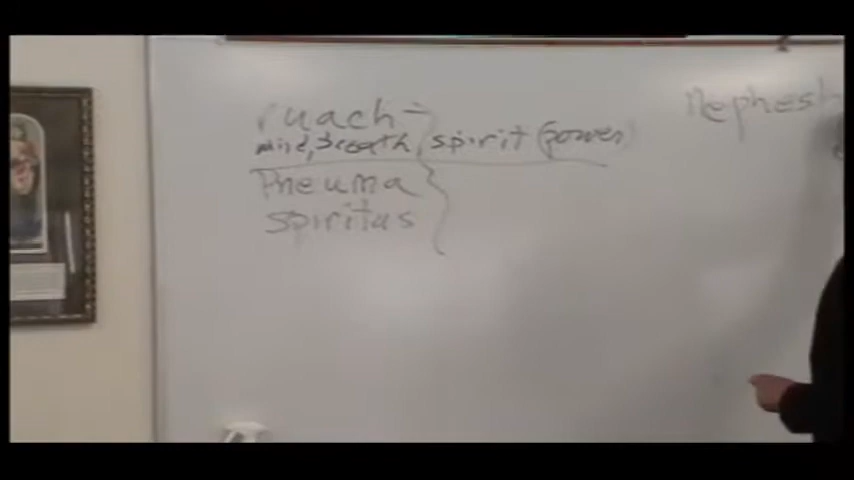 ruach -
mind, breath, spirit (power)
Pneuma
spiritus
Nephesh